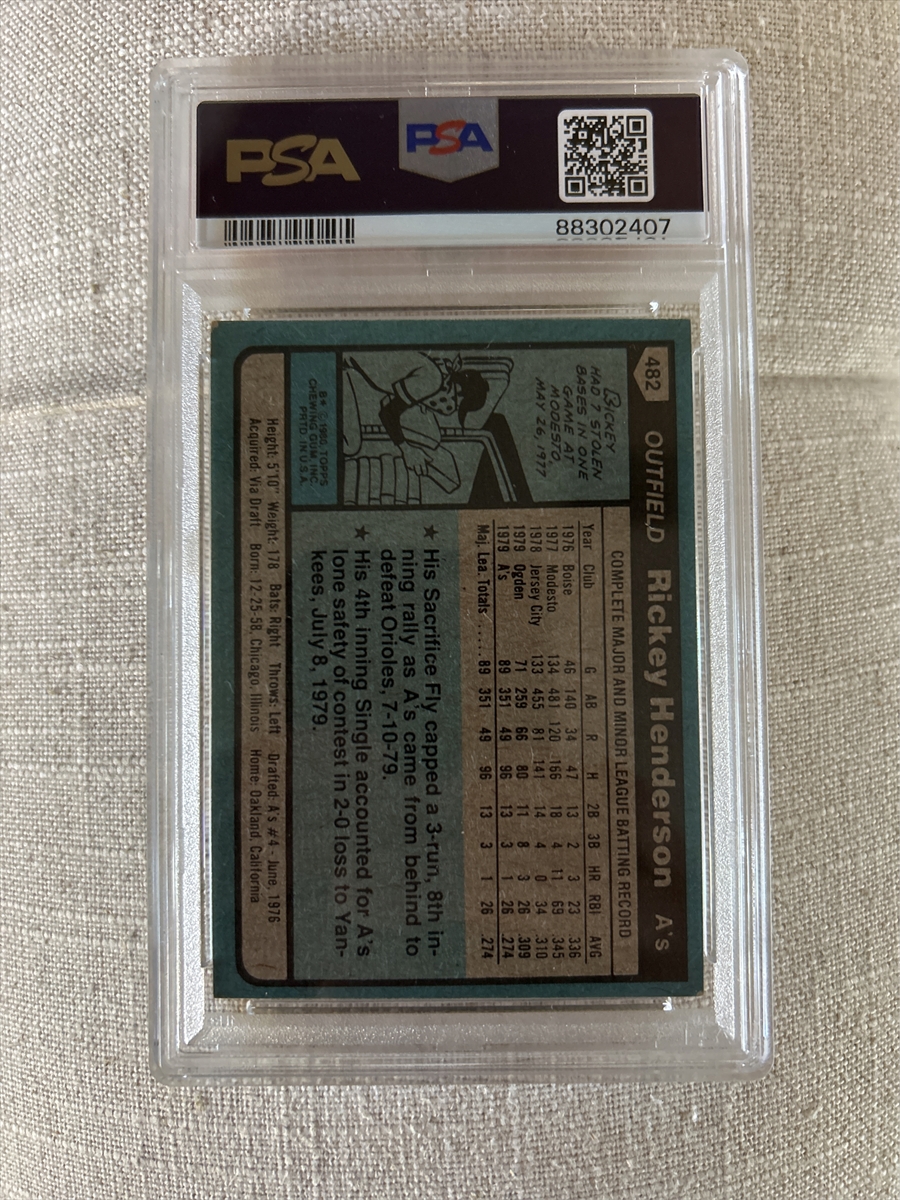 PSA
PSA
88302407
482 OUTFIELD Rickey Henderson A's
RICKEY
HAD 7 STOLEN
BASES IN ONE
GAME AT
MODESTO,
MAY 26, 1977
B* © 1980 TOPPS
CHEWING GUM INC.
PRTD. IN U.S.A.
COMPLETE MAJOR AND MINOR LEAGUE BATTING RECORD
Year Club G AB R H 2B 3B HR RBI AVG
1976 Boise 46 140 34 47 13 2 3 23 .336
1977 Modesto 134 481 120 166 18 4 11 69 .345
1978 Jersey City 133 455 81 141 14 4 0 34 .310
1979 Ogden 71 259 66 80 11 8 3 26 .309
1979 A's 89 351 49 96 13 3 1 26 .274
Maj. Lea. Totals ..... 89 351 49 96 13 3 1 26 .274
★ His Sacrifice Fly capped a 3-run, 8th in-
ning rally as A's came from behind to
defeat Orioles, 7-10-79.
★ His 4th inning Single accounted for A's
lone safety of contest in 2-0 loss to Yan-
kees, July 8, 1979.
Height: 5'10" Weight: 178 Bats: Right Throws: Left Drafted: A's #4 - June, 1976
Acquired: Via Draft Born: 12-25-58, Chicago, Illinois Home: Oakland, California